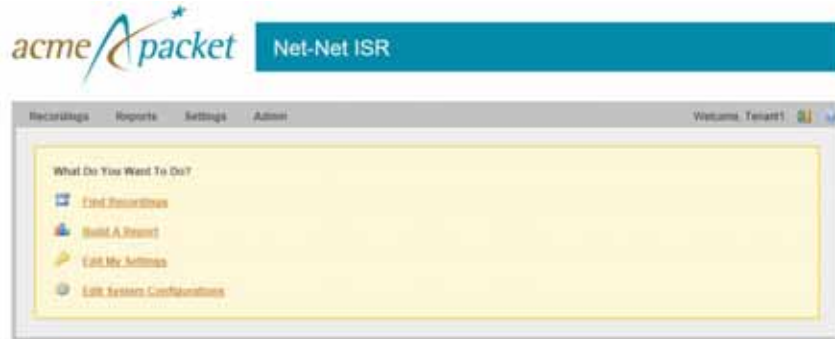 acme packet
Net-Net ISR
Recordings Reports Settings Admin Welcome, Tenant1
What Do You Want To Do?
Find Recordings
Build A Report
Edit My Settings
Edit System Configurations